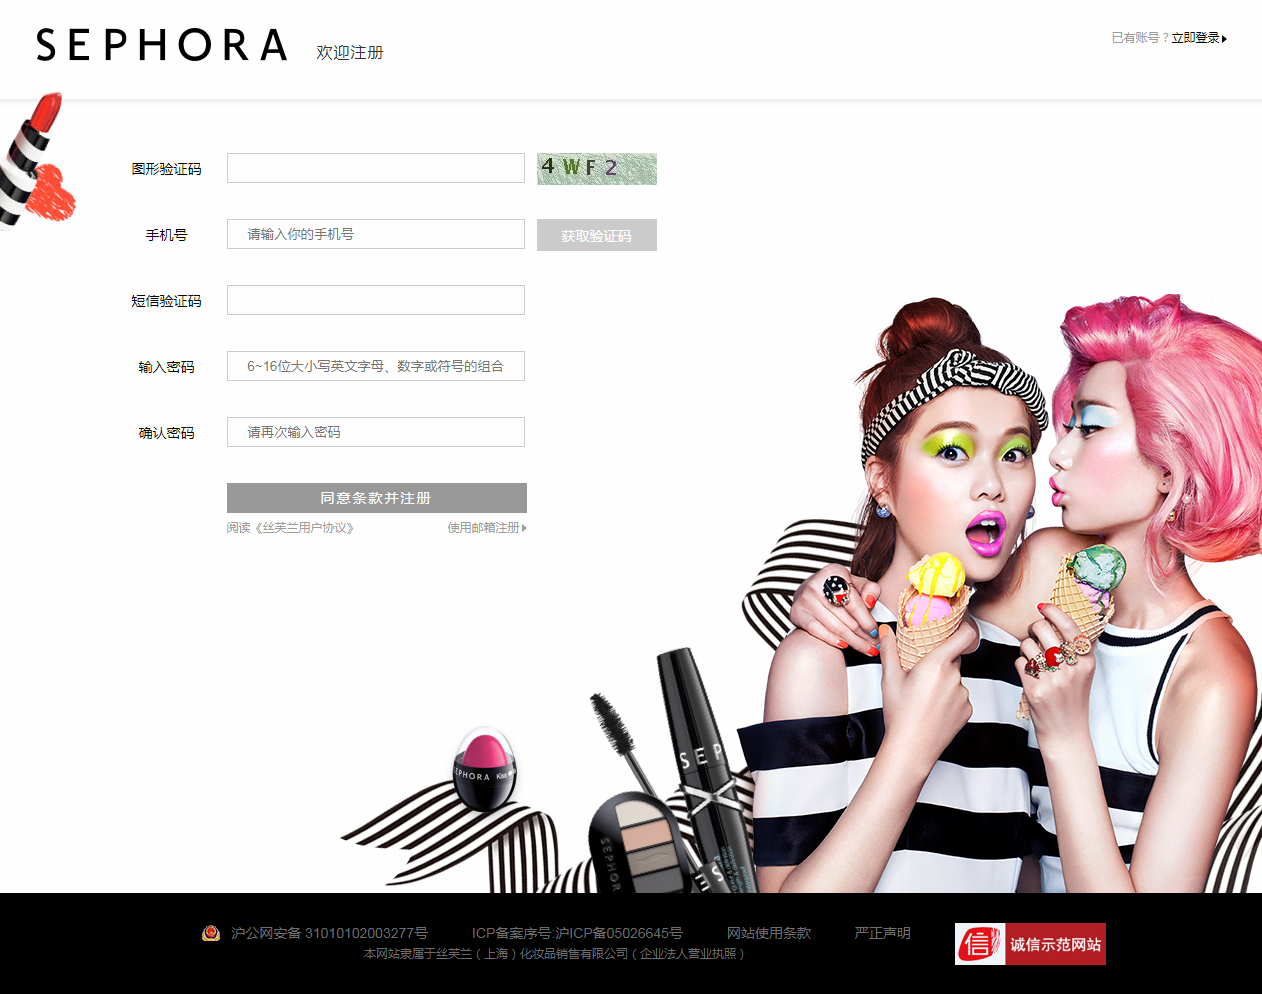 SEPHORA 欢迎注册
已有账号？立即登录
图形验证码
4 W F 2
手机号
请输入你的手机号
获取验证码
短信验证码
输入密码
6~16位大小写英文字母、数字或符号的组合
确认密码
请再次输入密码
同意条款并注册
阅读《丝芙兰用户协议》
使用邮箱注册
SEP
SEPHORA
Kiss
SEPHORA
SE
沪公网安备 31010102003277号
ICP备案序号:沪ICP备05026645号
网站使用条款
严正声明
信 诚信示范网站
本网站隶属于丝芙兰（上海）化妆品销售有限公司（企业法人营业执照）